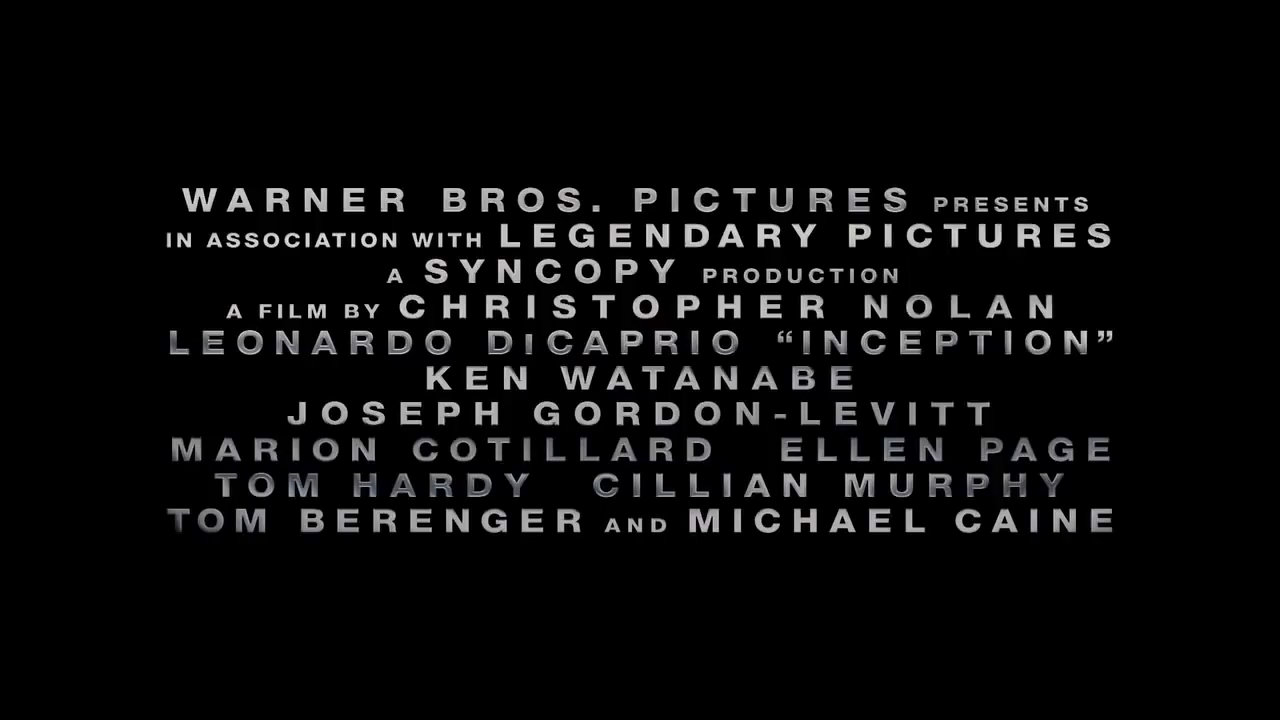 WARNER BROS. PICTURES PRESENTS
IN ASSOCIATION WITH LEGENDARY PICTURES
A SYNCOPY PRODUCTION
A FILM BY CHRISTOPHER NOLAN
LEONARDO DiCAPRIO “INCEPTION”
KEN WATANABE
JOSEPH GORDON-LEVITT
MARION COTILLARD ELLEN PAGE
TOM HARDY CILLIAN MURPHY
TOM BERENGER AND MICHAEL CAINE